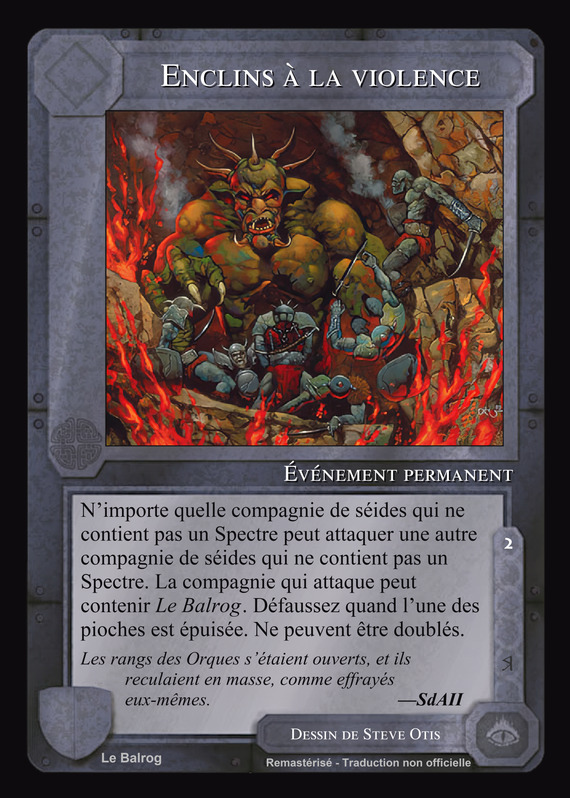 Enclins à la violence
Événement permanent
N’importe quelle compagnie de séides qui ne
contient pas un Spectre peut attaquer une autre
compagnie de séides qui ne contient pas un
Spectre. La compagnie qui attaque peut
contenir Le Balrog. Défaussez quand l’une des
pioches est épuisée. Ne peuvent être doublés.
Les rangs des Orques s’étaient ouverts, et ils
reculaient en masse, comme effrayés
eux-mêmes. —SdAII
2
Dessin de Steve Otis
Le Balrog
Remastérisé - Traduction non officielle